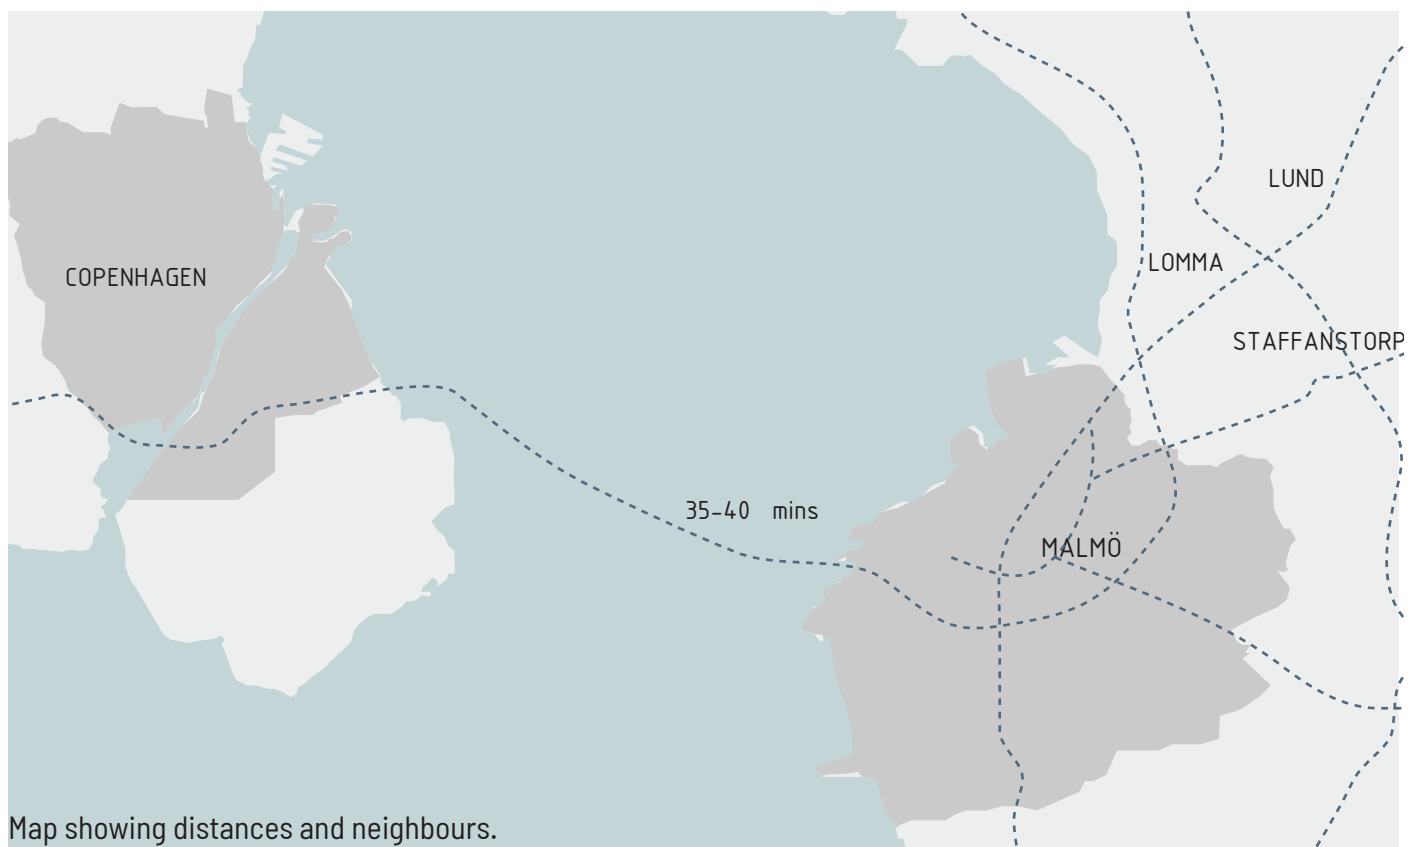 LUND
LOMMA
COPENHAGEN
STAFFANSTORP
35-40 mins
MALMÖ
Map showing distances and neighbours.